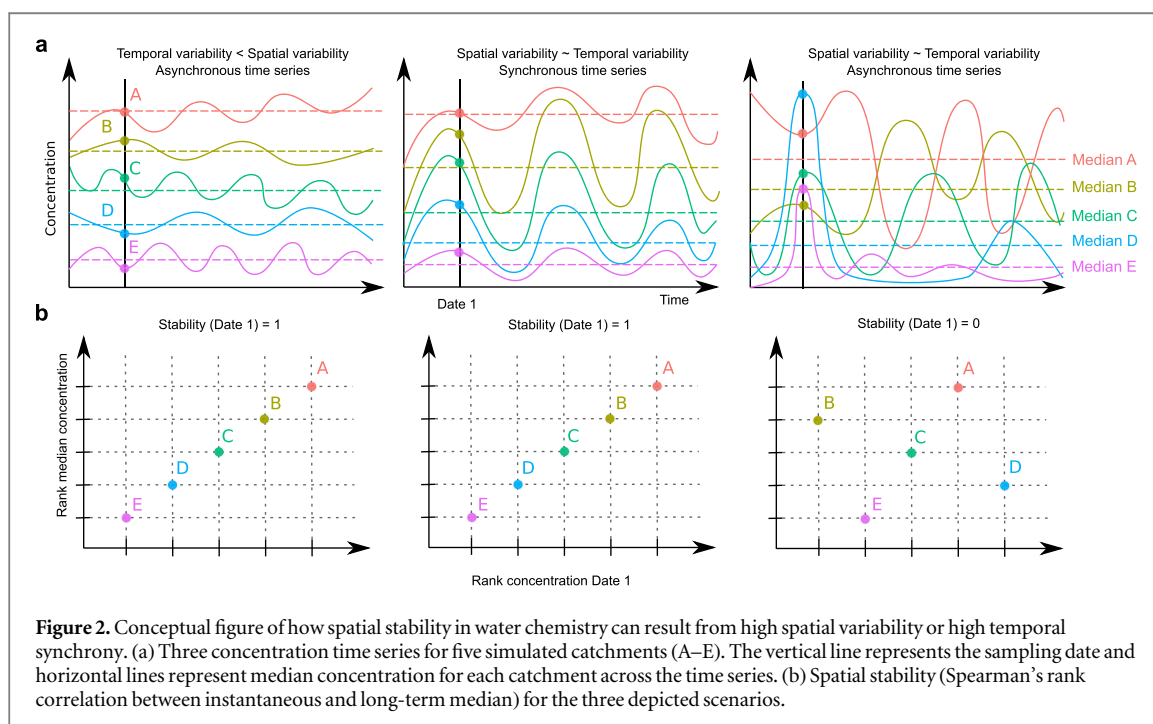 a
Temporal variability < Spatial variability
Asynchronous time series
Spatial variability ~ Temporal variability
Synchronous time series
Spatial variability ~ Temporal variability
Asynchronous time series
Concentration
A
B
C
D
E
Median A
Median B
Median C
Median D
Median E
Date 1
Time
b
Stability (Date 1) = 1
Stability (Date 1) = 1
Stability (Date 1) = 0
Rank median concentration
A
B
C
D
E
A
B
C
D
E
A
B
C
D
E
Rank concentration Date 1
Figure 2. Conceptual figure of how spatial stability in water chemistry can result from high spatial variability or high temporal
synchrony. (a) Three concentration time series for five simulated catchments (A–E). The vertical line represents the sampling date and
horizontal lines represent median concentration for each catchment across the time series. (b) Spatial stability (Spearman's rank
correlation between instantaneous and long-term median) for the three depicted scenarios.